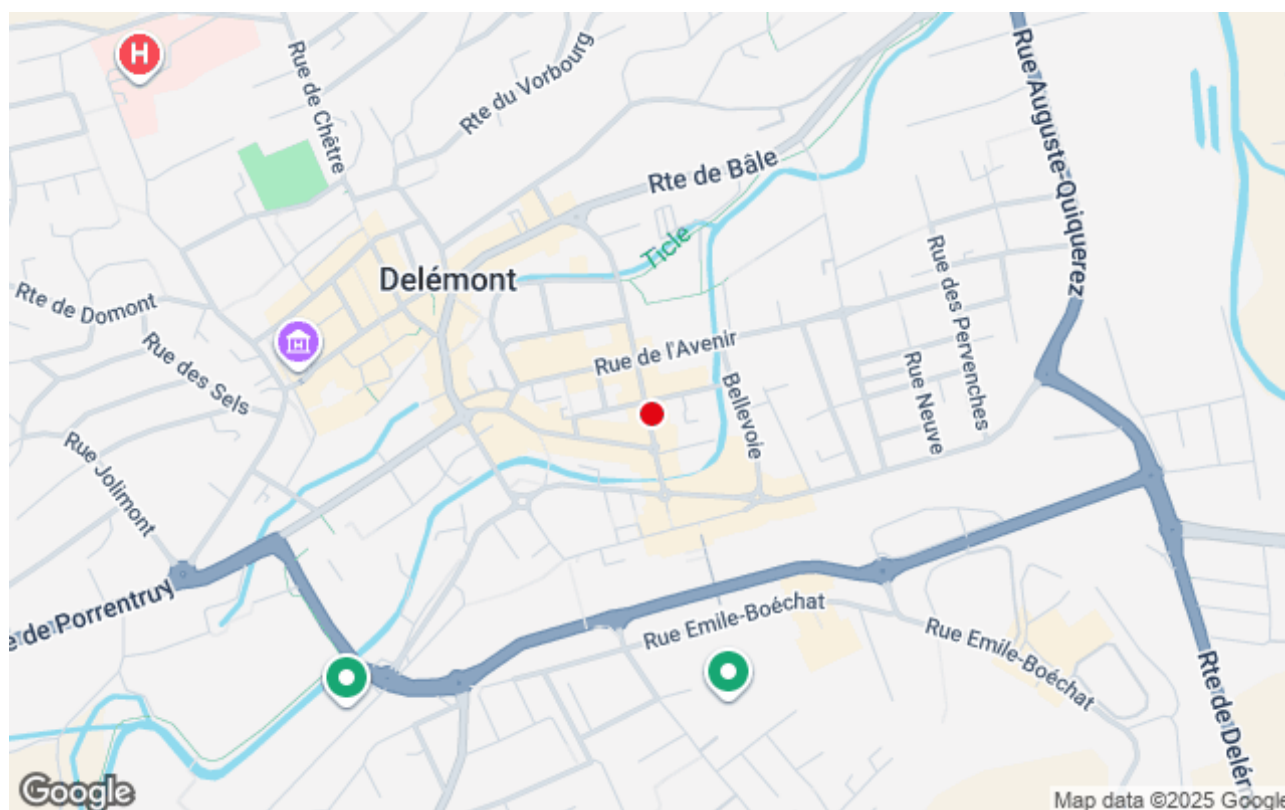 H
Rue de Chêtre
Rte du Vorbourg
Rue Auguste-Quiquerez
Rte de Bâle
Ticle
Delémont
Rue des Pervenches
Rte de Domont
H
Rue de l'Avenir
Rue des Sels
Bellevoie
Rue Neuve
Rue Jolimont
e de Porrentruy
Rue Emile-Boéchat
Rue Emile-Boéchat
Rte de Delér
Google
Map data ©2025 Google